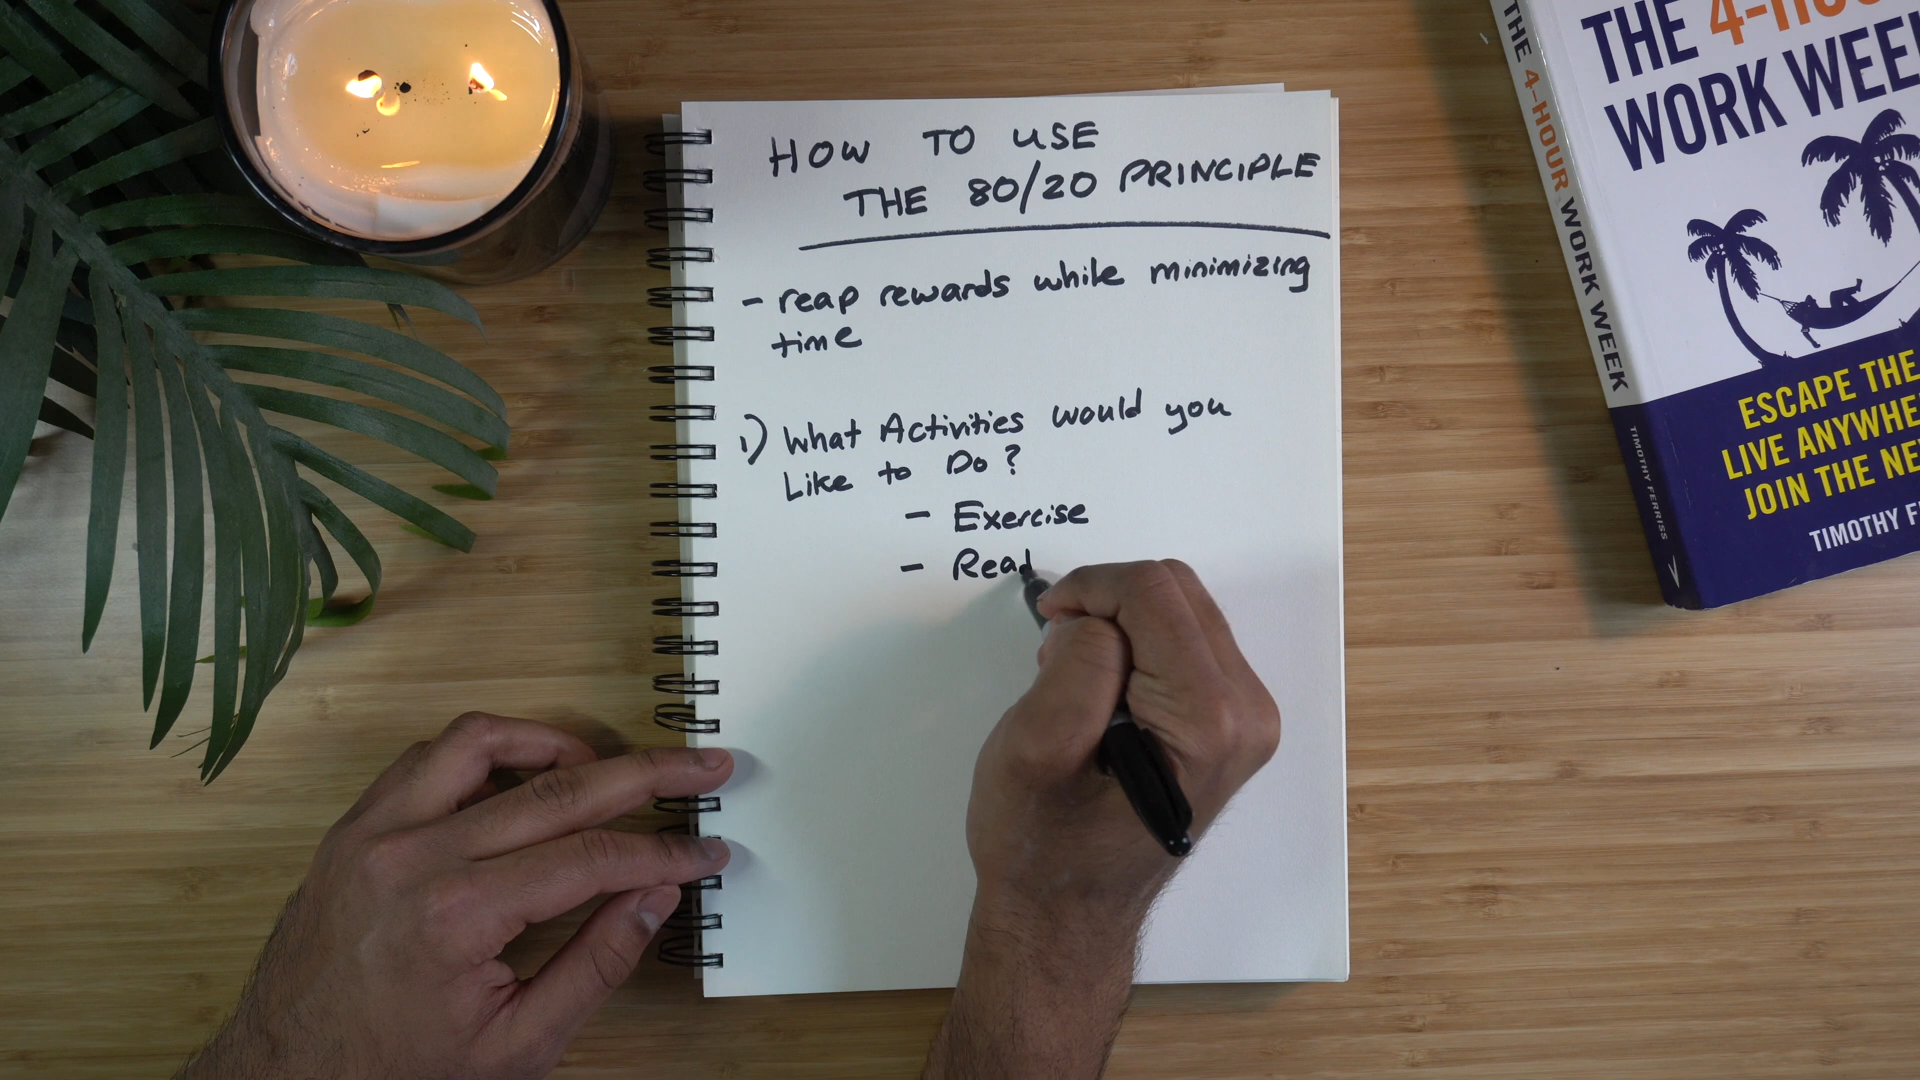 HOW TO USE
THE 80/20 PRINCIPLE
- reap rewards while minimizing
time
1) What Activities would you
Like to Do?
- Exercise
- Read
THE 4-HOUR WORK WEEK
TIMOTHY FERRISS
THE 4-HOU
WORK WEE
ESCAPE THE
LIVE ANYWHE
JOIN THE NE
TIMOTHY F